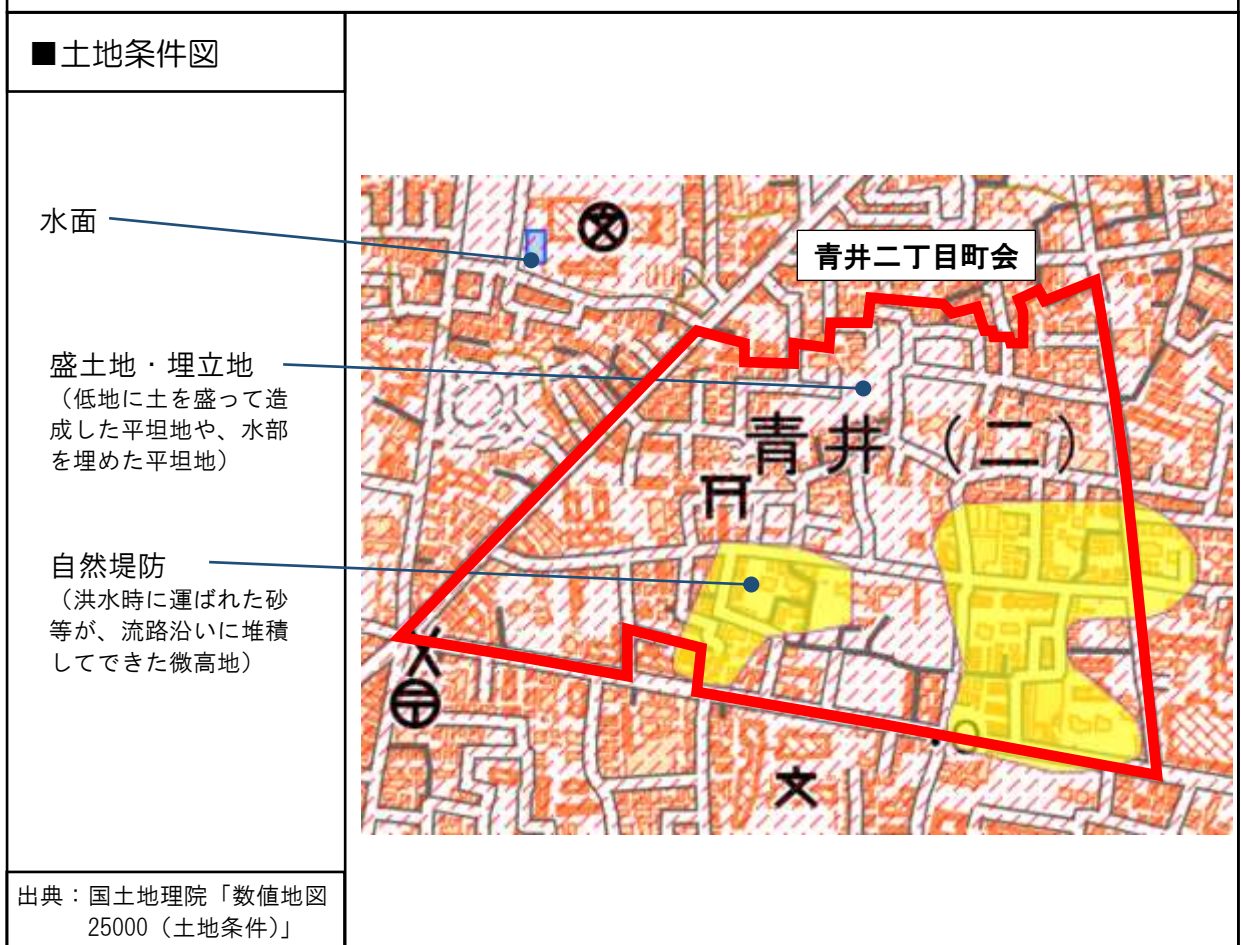 ■土地条件図
水面
青井二丁目町会
盛土地・埋立地
（低地に土を盛って造
成した平坦地や、水部
を埋めた平坦地）
青井（二）
自然堤防
（洪水時に運ばれた砂
等が、流路沿いに堆積
してできた微高地）
出典：国土地理院「数値地図
25000（土地条件）」